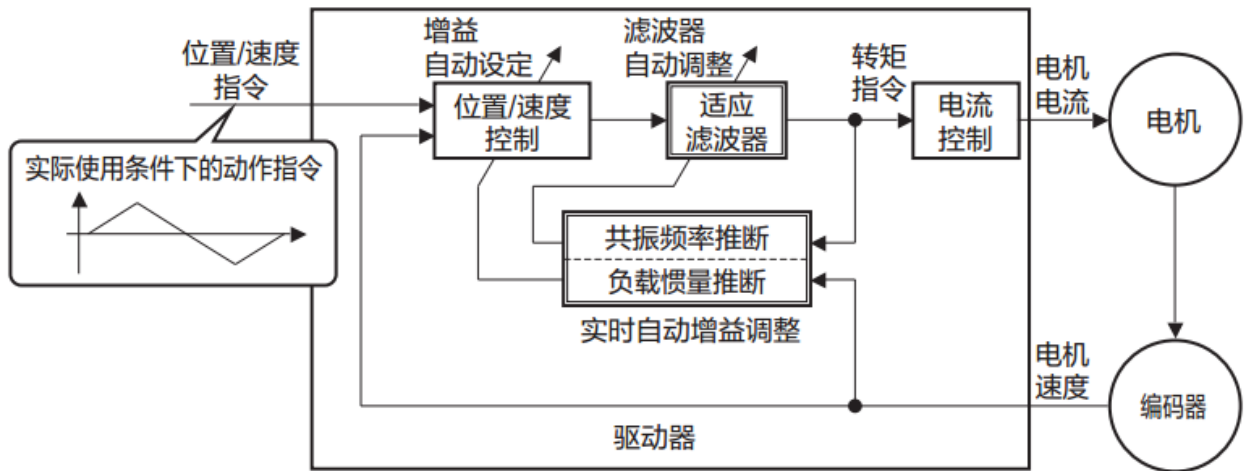 位置/速度
指令
实际使用条件下的动作指令
增益
自动设定
位置/速度
控制
滤波器
自动调整
适应
滤波器
转矩
指令
电流
控制
电机
电流
电机
共振频率推断
负载惯量推断
实时自动增益调整
电机
速度
编码器
驱动器